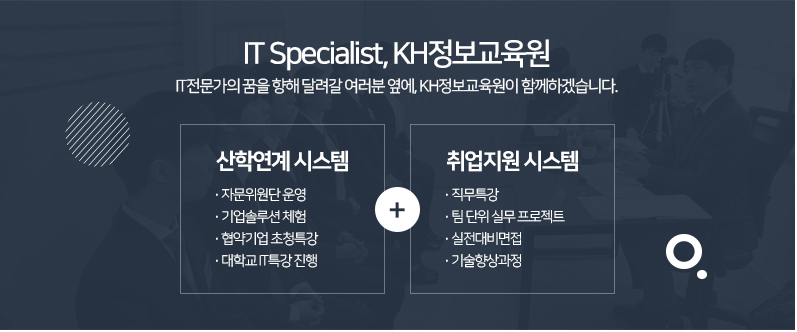 IT Specialist, KH정보교육원
IT전문가의 꿈을 향해 달려갈 여러분 옆에, KH정보교육원이 함께하겠습니다.
산학연계 시스템
· 자문위원단 운영
· 기업솔루션 체험
· 협약기업 초청특강
· 대학교 IT특강 진행
+
취업지원 시스템
· 직무특강
· 팀 단위 실무 프로젝트
· 실전대비면접
· 기술향상과정